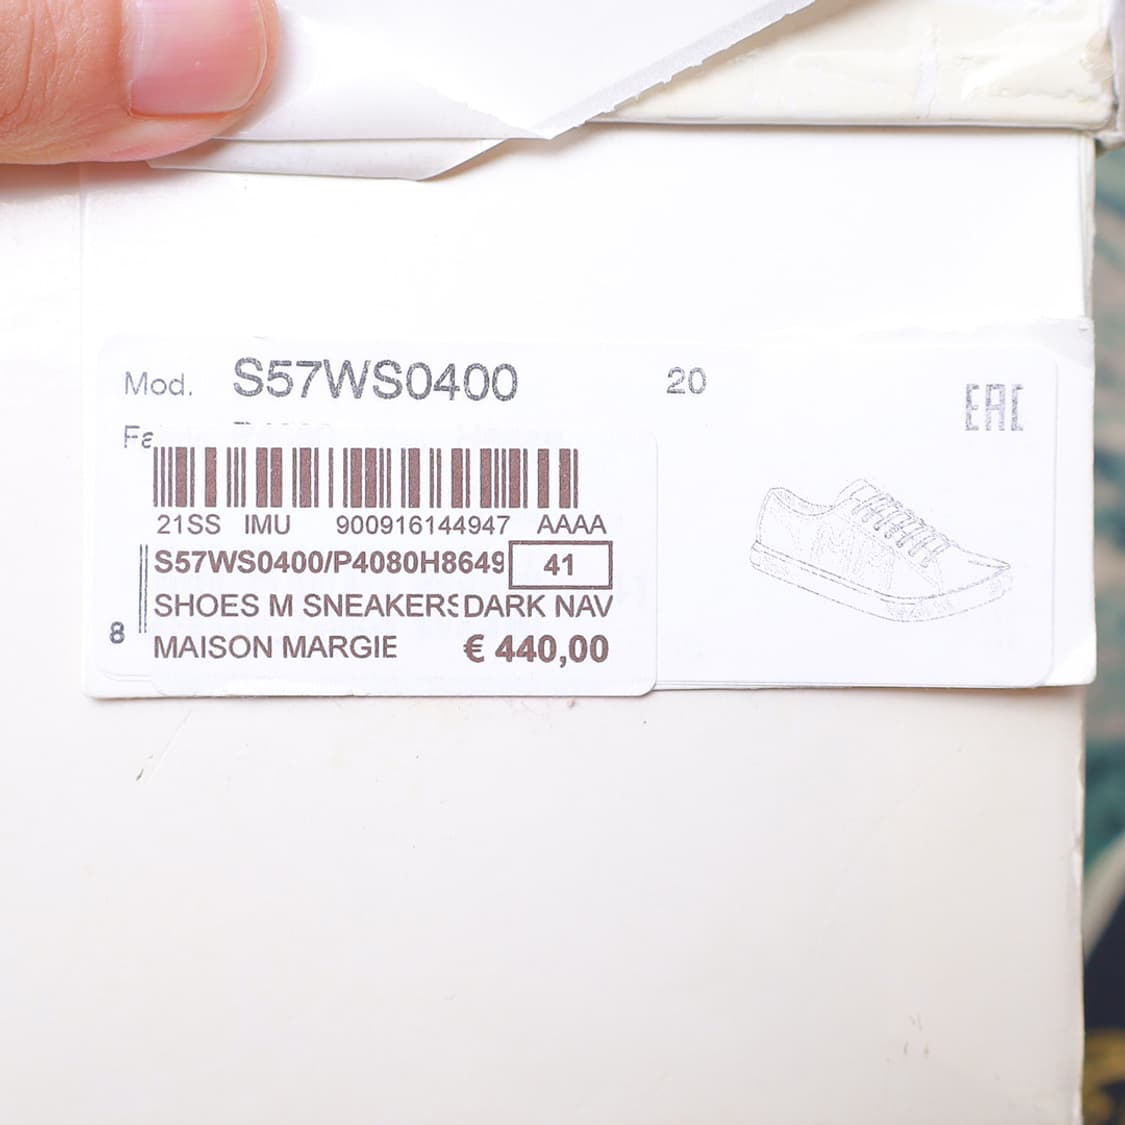 Mod. S57WS0400 20 EAC
Fa
21SS IMU 900916144947 AAAA
S57WS0400/P4080H8649 41
SHOES M SNEAKERS DARK NAV
8
MAISON MARGIE € 440,00